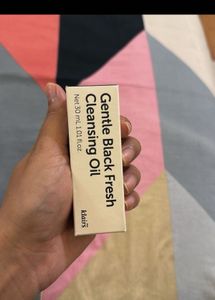 Gentle Black Fresh
Cleansing Oil
Net 30 mL 1.01 fl.oz
klairs